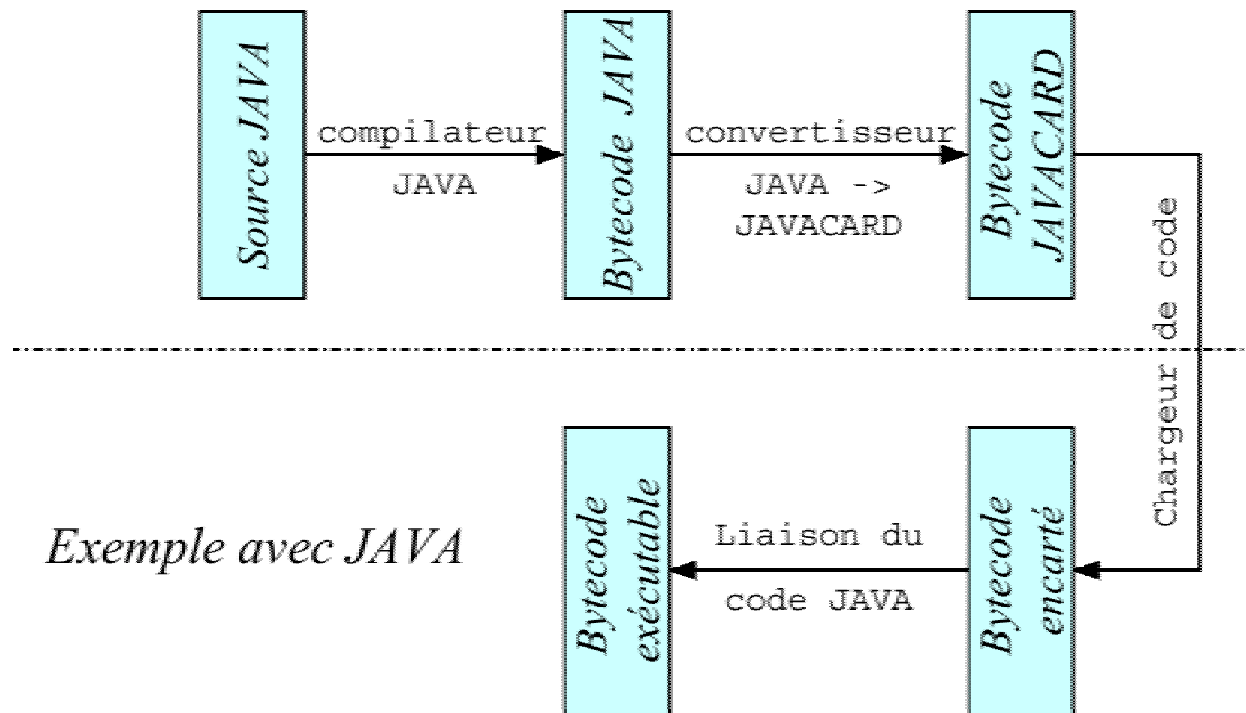 Source JAVA
compilateur
JAVA
Bytecode JAVA
convertisseur
JAVA ->
JAVACARD
Bytecode
JAVACARD
Chargeur de code
Exemple avec JAVA
Bytecode
exécutable
Liaison du
code JAVA
Bytecode
encarté